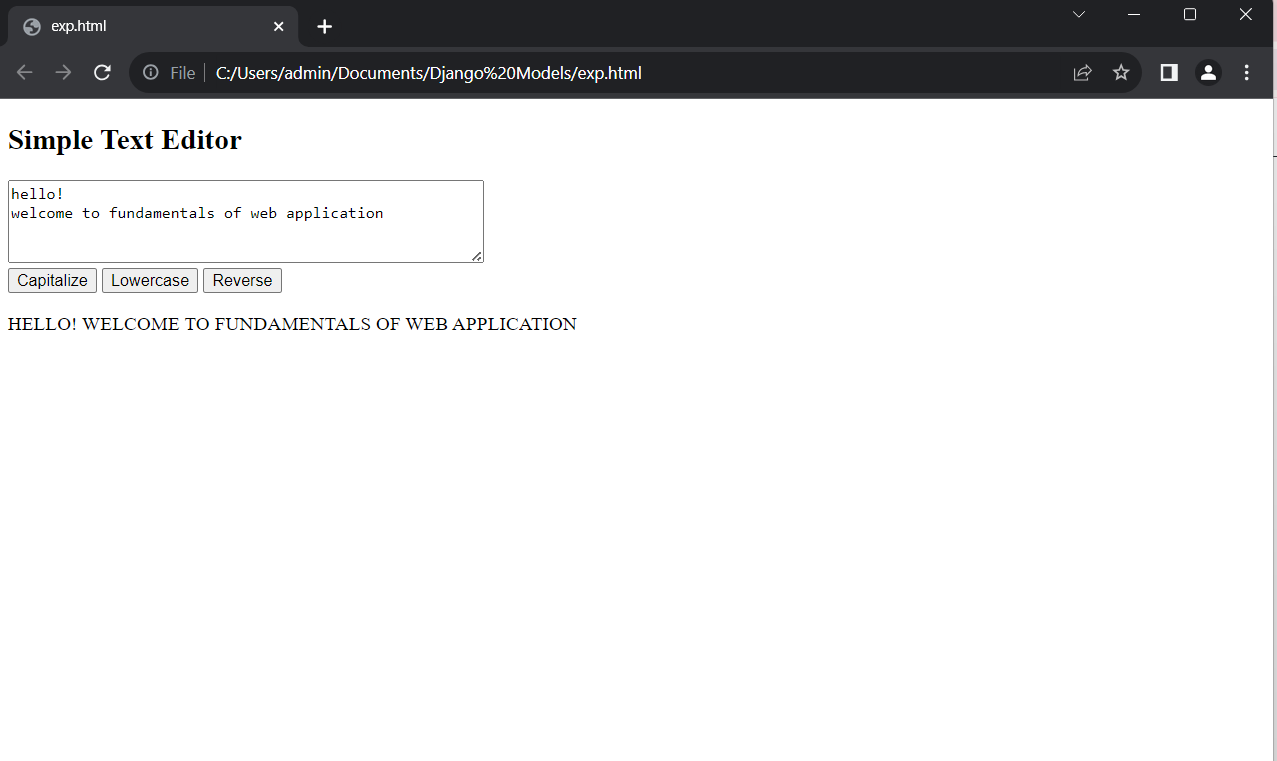 exp.html
File
C:/Users/admin/Documents/Django%20Models/exp.html
Simple Text Editor
hello!
welcome to fundamentals of web application
Capitalize Lowercase Reverse
HELLO! WELCOME TO FUNDAMENTALS OF WEB APPLICATION